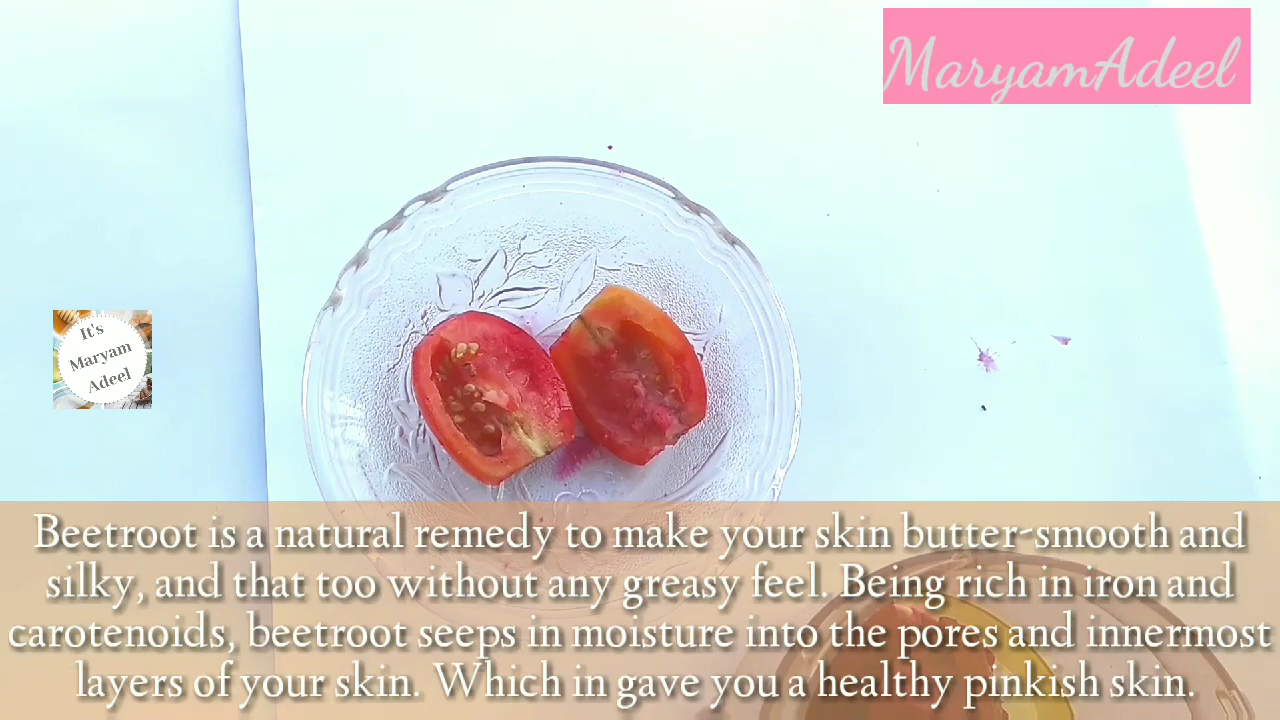 MaryamAdeel
It's
Maryam
Adeel
Beetroot is a natural remedy to make your skin butter-smooth and
silky, and that too without any greasy feel. Being rich in iron and
carotenoids, beetroot seeps in moisture into the pores and innermost
layers of your skin. Which in gave you a healthy pinkish skin.